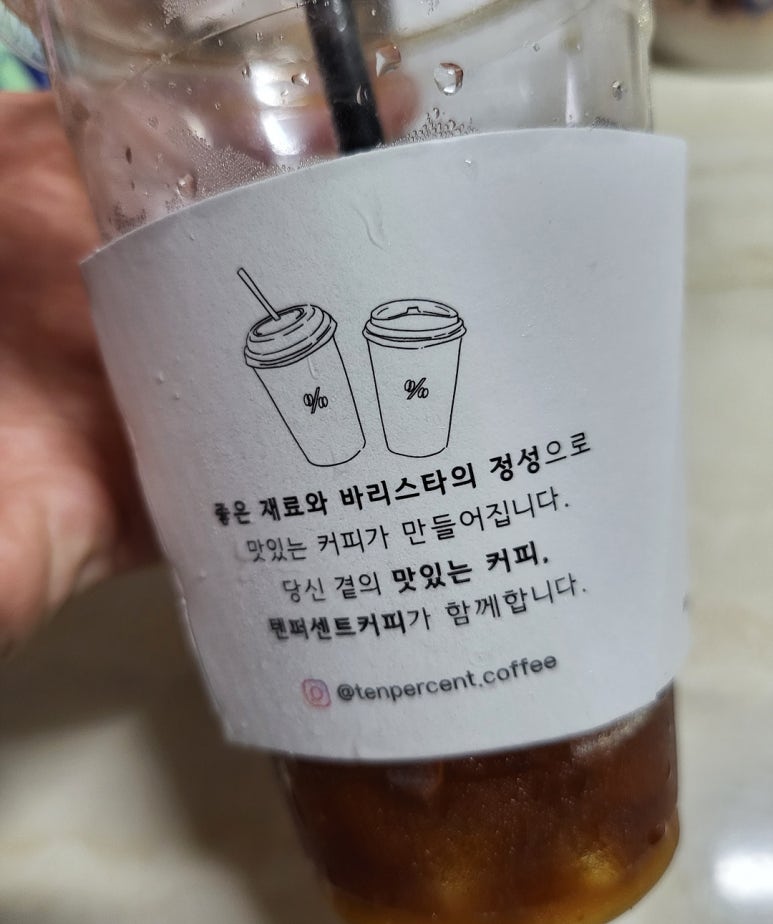 좋은 재료와 바리스타의 정성으로
맛있는 커피가 만들어집니다.
당신 곁의 맛있는 커피.
텐퍼센트커피가 함께합니다.
@tenpercent.coffee